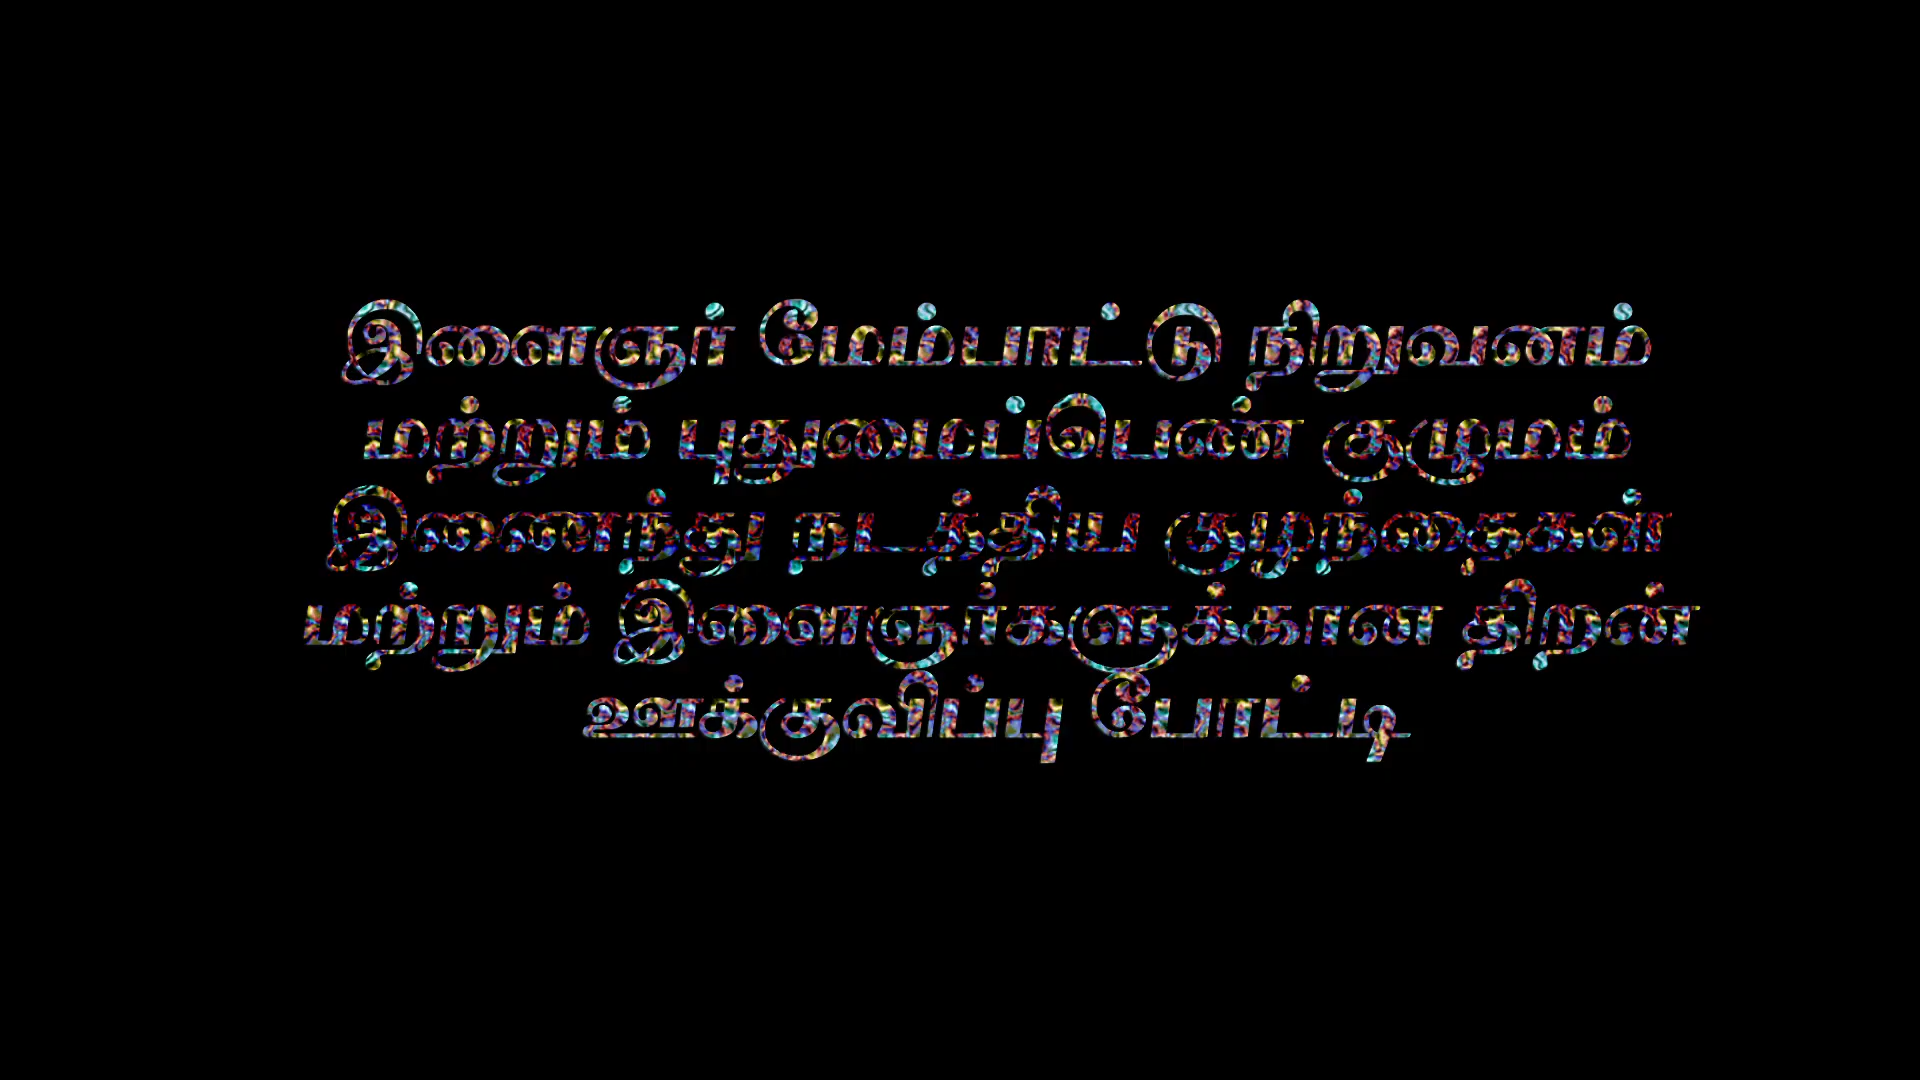 இளைஞர் மேம்பாட்டு நிறுவனம்
மற்றும் புதுமைப்பெண் குழுமம்
இணைந்து நடத்திய குழந்தைகள்
மற்றும் இளைஞர்களுக்கான திறன்
ஊக்குவிப்பு போட்டி